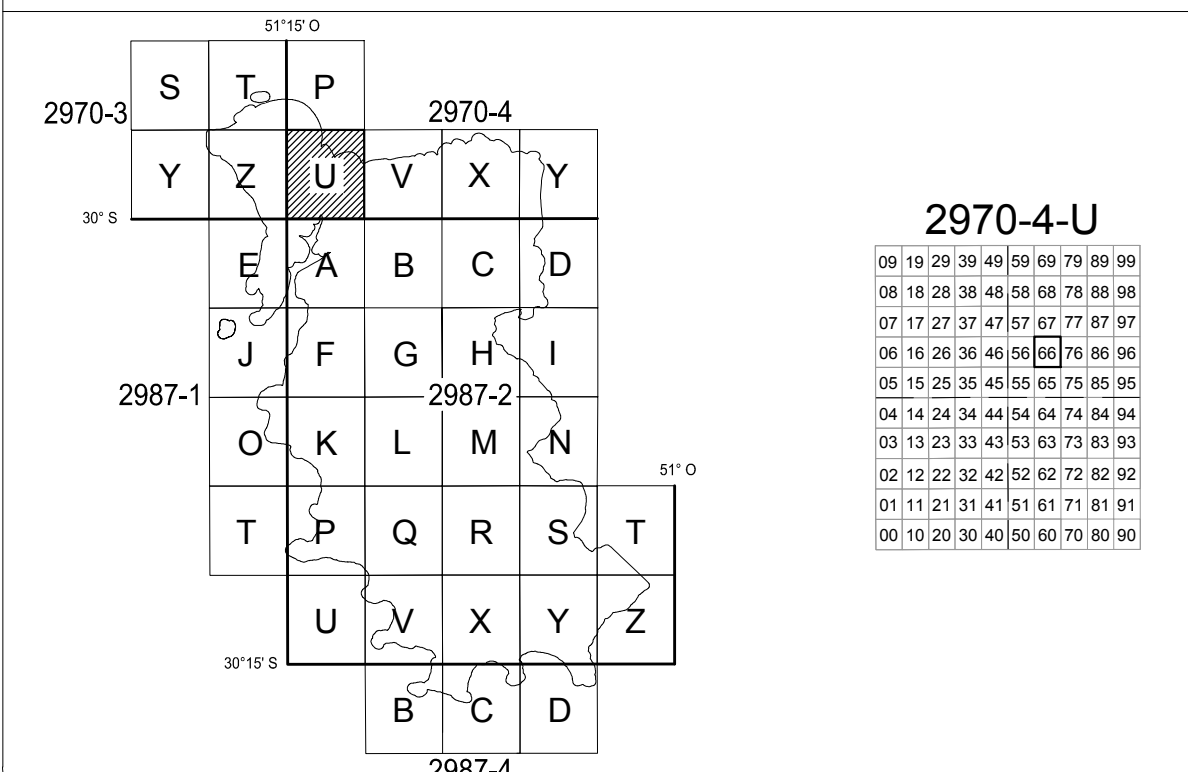 51°15' O
S T P
2970-3 2970-4
Y Z U V X Y
30° S
E A B C D
J F G H I
2987-1 2987-2
O K L M N
51° O
T P Q R S T
U V X Y Z
30°15' S
B C D
2987-4
2970-4-U
09 19 29 39 49 59 69 79 89 99
08 18 28 38 48 58 68 78 88 98
07 17 27 37 47 57 67 77 87 97
06 16 26 36 46 56 66 76 86 96
05 15 25 35 45 55 65 75 85 95
04 14 24 34 44 54 64 74 84 94
03 13 23 33 43 53 63 73 83 93
02 12 22 32 42 52 62 72 82 92
01 11 21 31 41 51 61 71 81 91
00 10 20 30 40 50 60 70 80 90